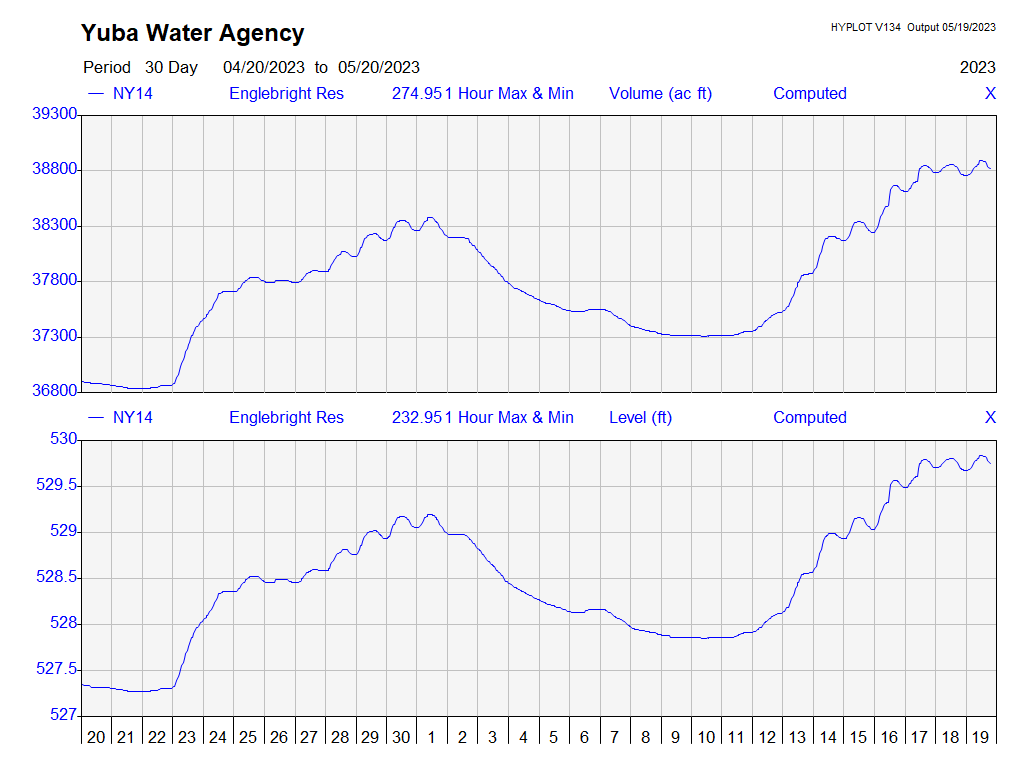 Yuba Water Agency
HYPLOT V134 Output 05/19/2023
Period 30 Day 04/20/2023 to 05/20/2023
2023
NY14 Englebright Res 274.951 Hour Max & Min Volume (ac ft) Computed X
39300
38800
38300
37800
37300
36800
NY14 Englebright Res 232.951 Hour Max & Min Level (ft) Computed X
530
529.5
529
528.5
528
527.5
527
20 21 22 23 24 25 26 27 28 29 30 1 2 3 4 5 6 7 8 9 10 11 12 13 14 15 16 17 18 19